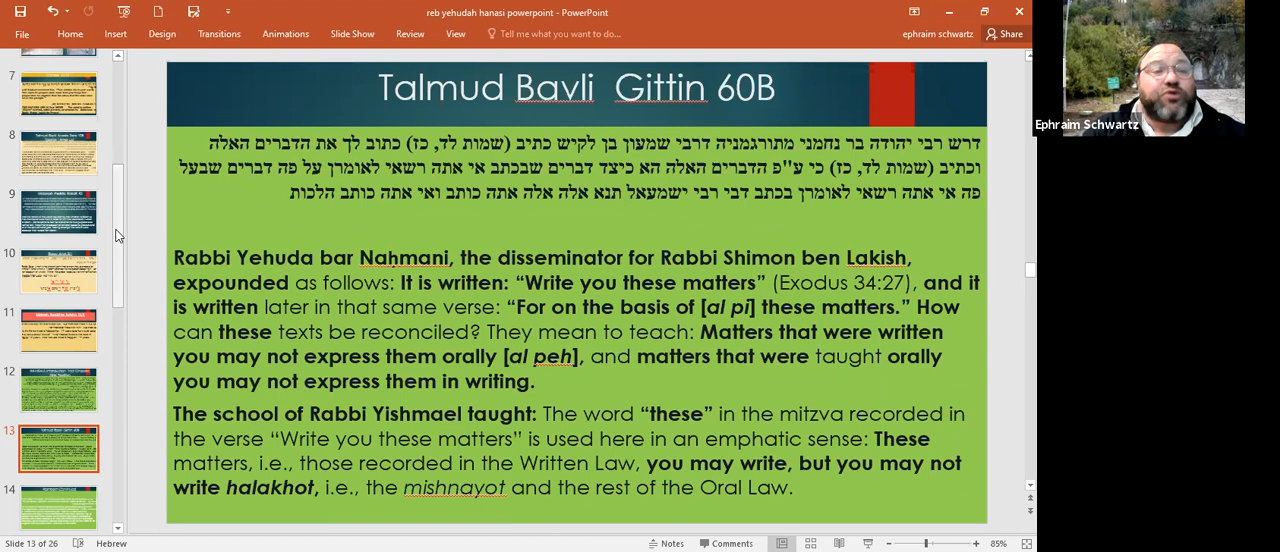 reb yehudah hanasi powerpoint - PowerPoint
File Home Insert Design Transitions Animations Slide Show Review View Tell me what you want to do... ephraim schwartz Share
7
8
9
10
11
12
13
14
Talmud Bavli Gittin 60B
דרש רבי יהודה בר נחמני מתורגמניה דרבי שמעון בן לקיש כתיב (שמות לד, כז) כתוב לך את הדברים האלה
וכתיב (שמות לד, כז) כי ע"פ הדברים האלה הא כיצד דברים שבכתב אי אתה רשאי לאומרן על פה דברים שבעל
פה אי אתה רשאי לאומרן בכתב דבי רבי ישמעאל תנא אלה אלה אתה כותב ואי אתה כותב הלכות
Rabbi Yehuda bar Naḥmani, the disseminator for Rabbi Shimon ben Lakish,
expounded as follows: It is written: “Write you these matters” (Exodus 34:27), and it
is written later in that same verse: “For on the basis of [al pi] these matters.” How
can these texts be reconciled? They mean to teach: Matters that were written
you may not express them orally [al peh], and matters that were taught orally
you may not express them in writing.
The school of Rabbi Yishmael taught: The word “these” in the mitzva recorded in
the verse “Write you these matters” is used here in an emphatic sense: These
matters, i.e., those recorded in the Written Law, you may write, but you may not
write halakhot, i.e., the mishnayot and the rest of the Oral Law.
Ephraim Schwartz
Slide 13 of 26 Hebrew Notes Comments 85%